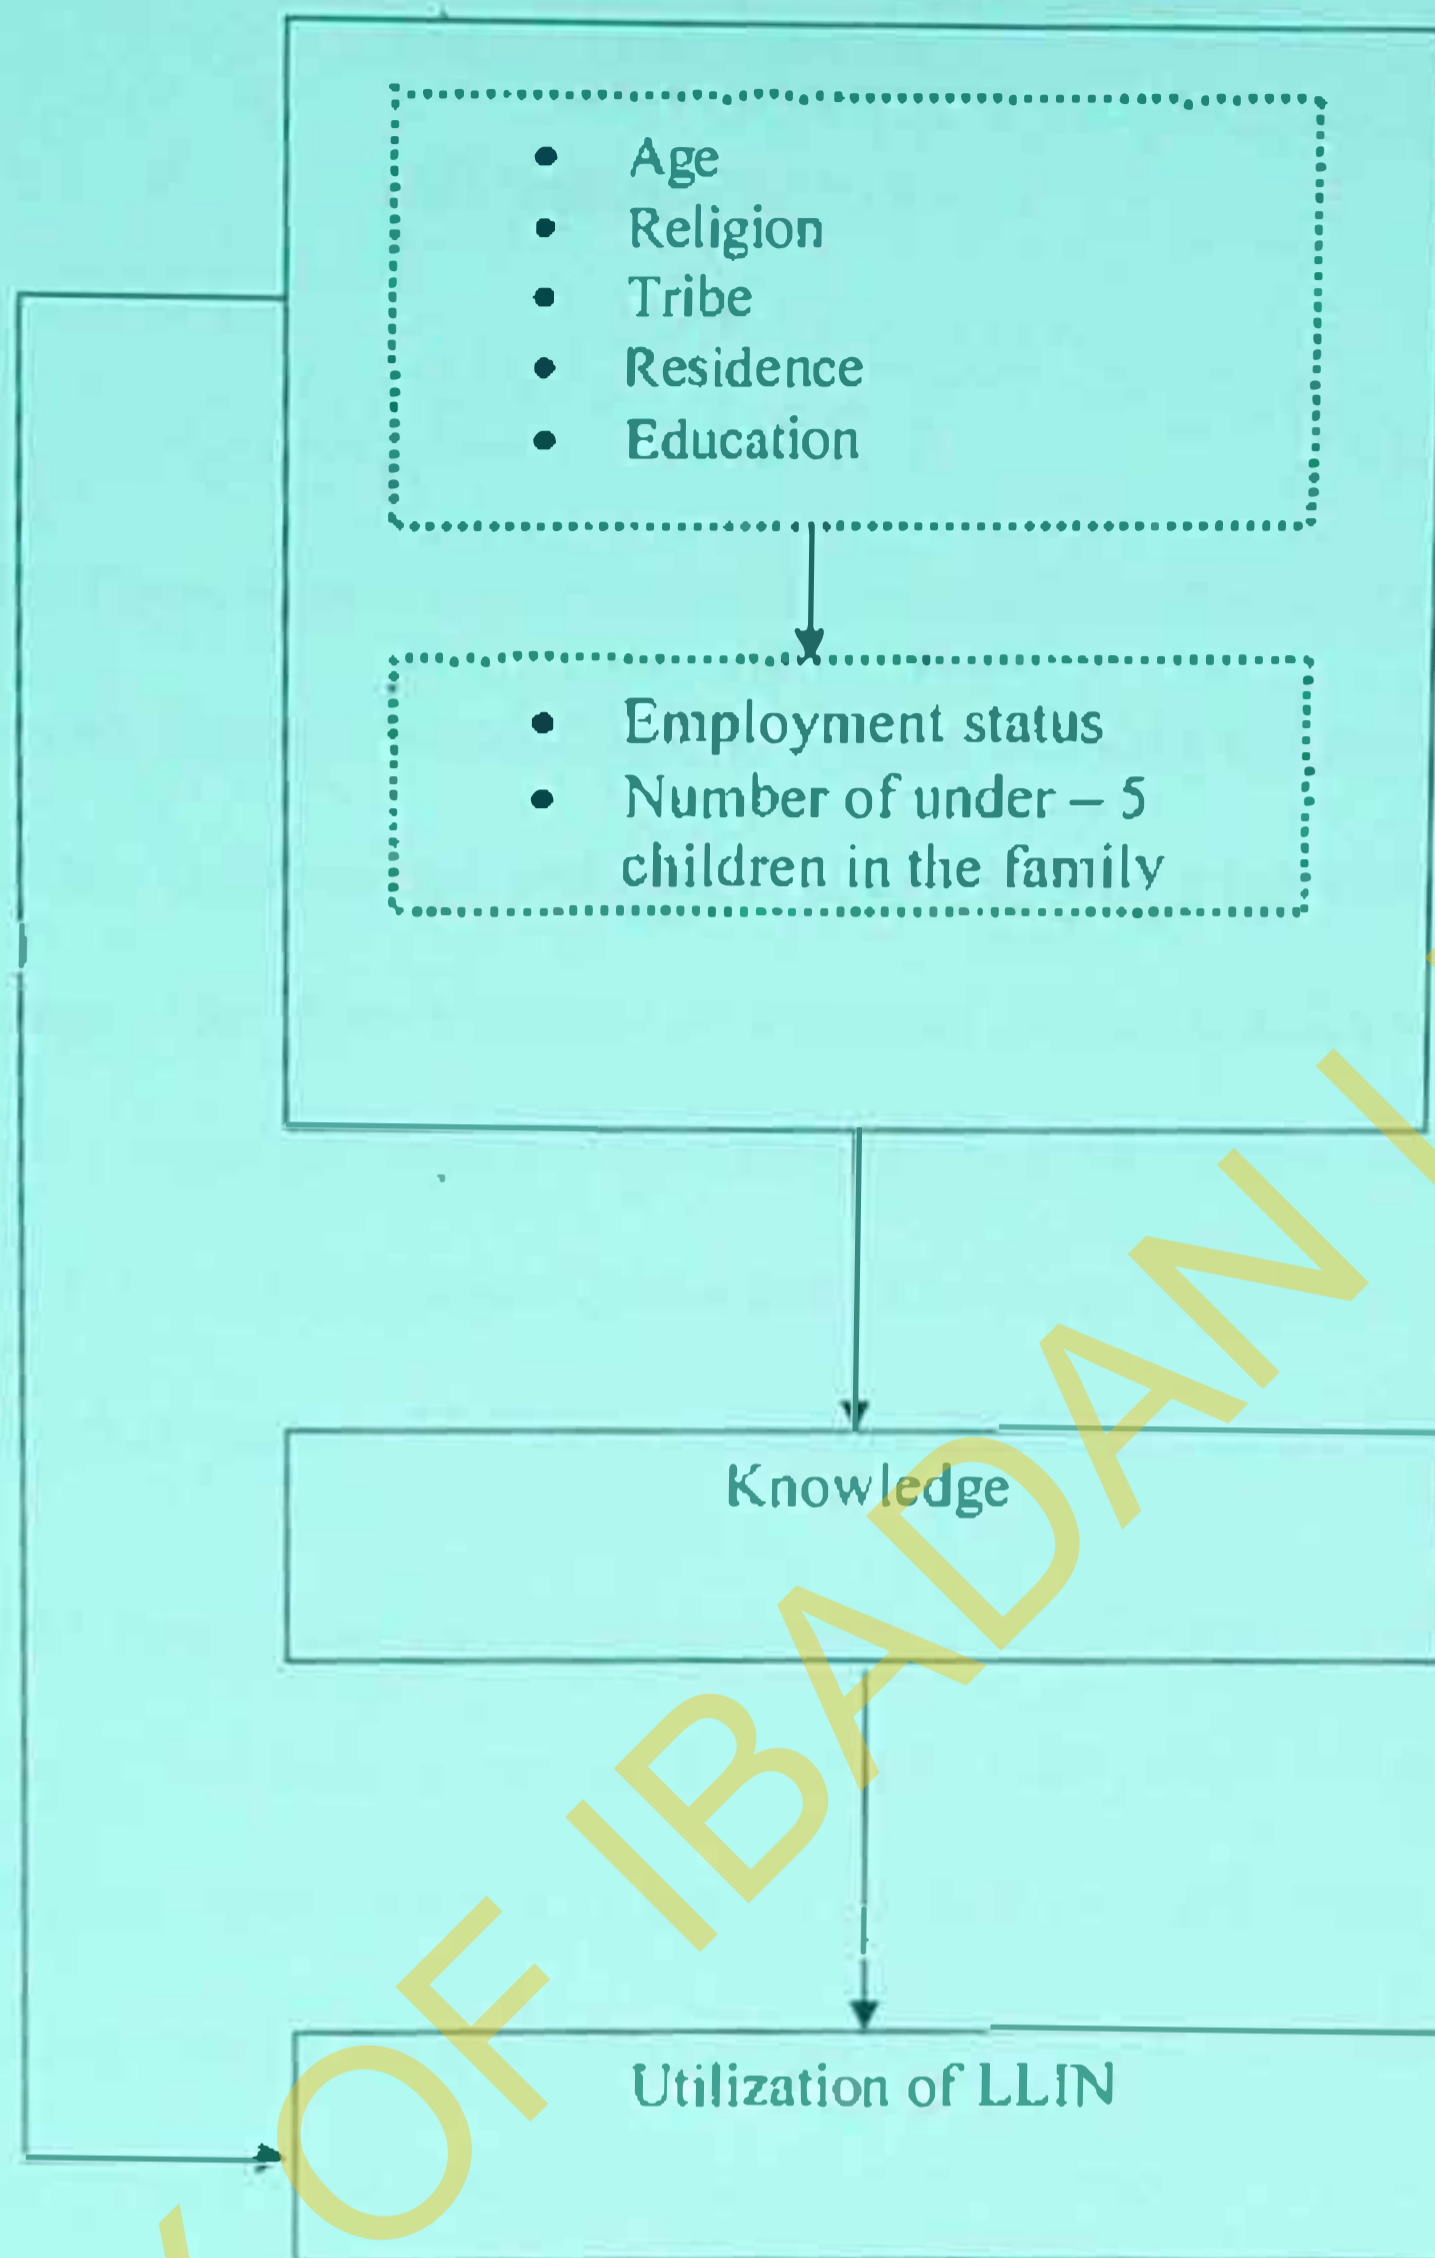 • Age
• Religion
• Tribe
• Residence
• Education
• Employment status
• Number of under – 5
children in the family
Knowledge
Utilization of LLIN
OF IBADAN